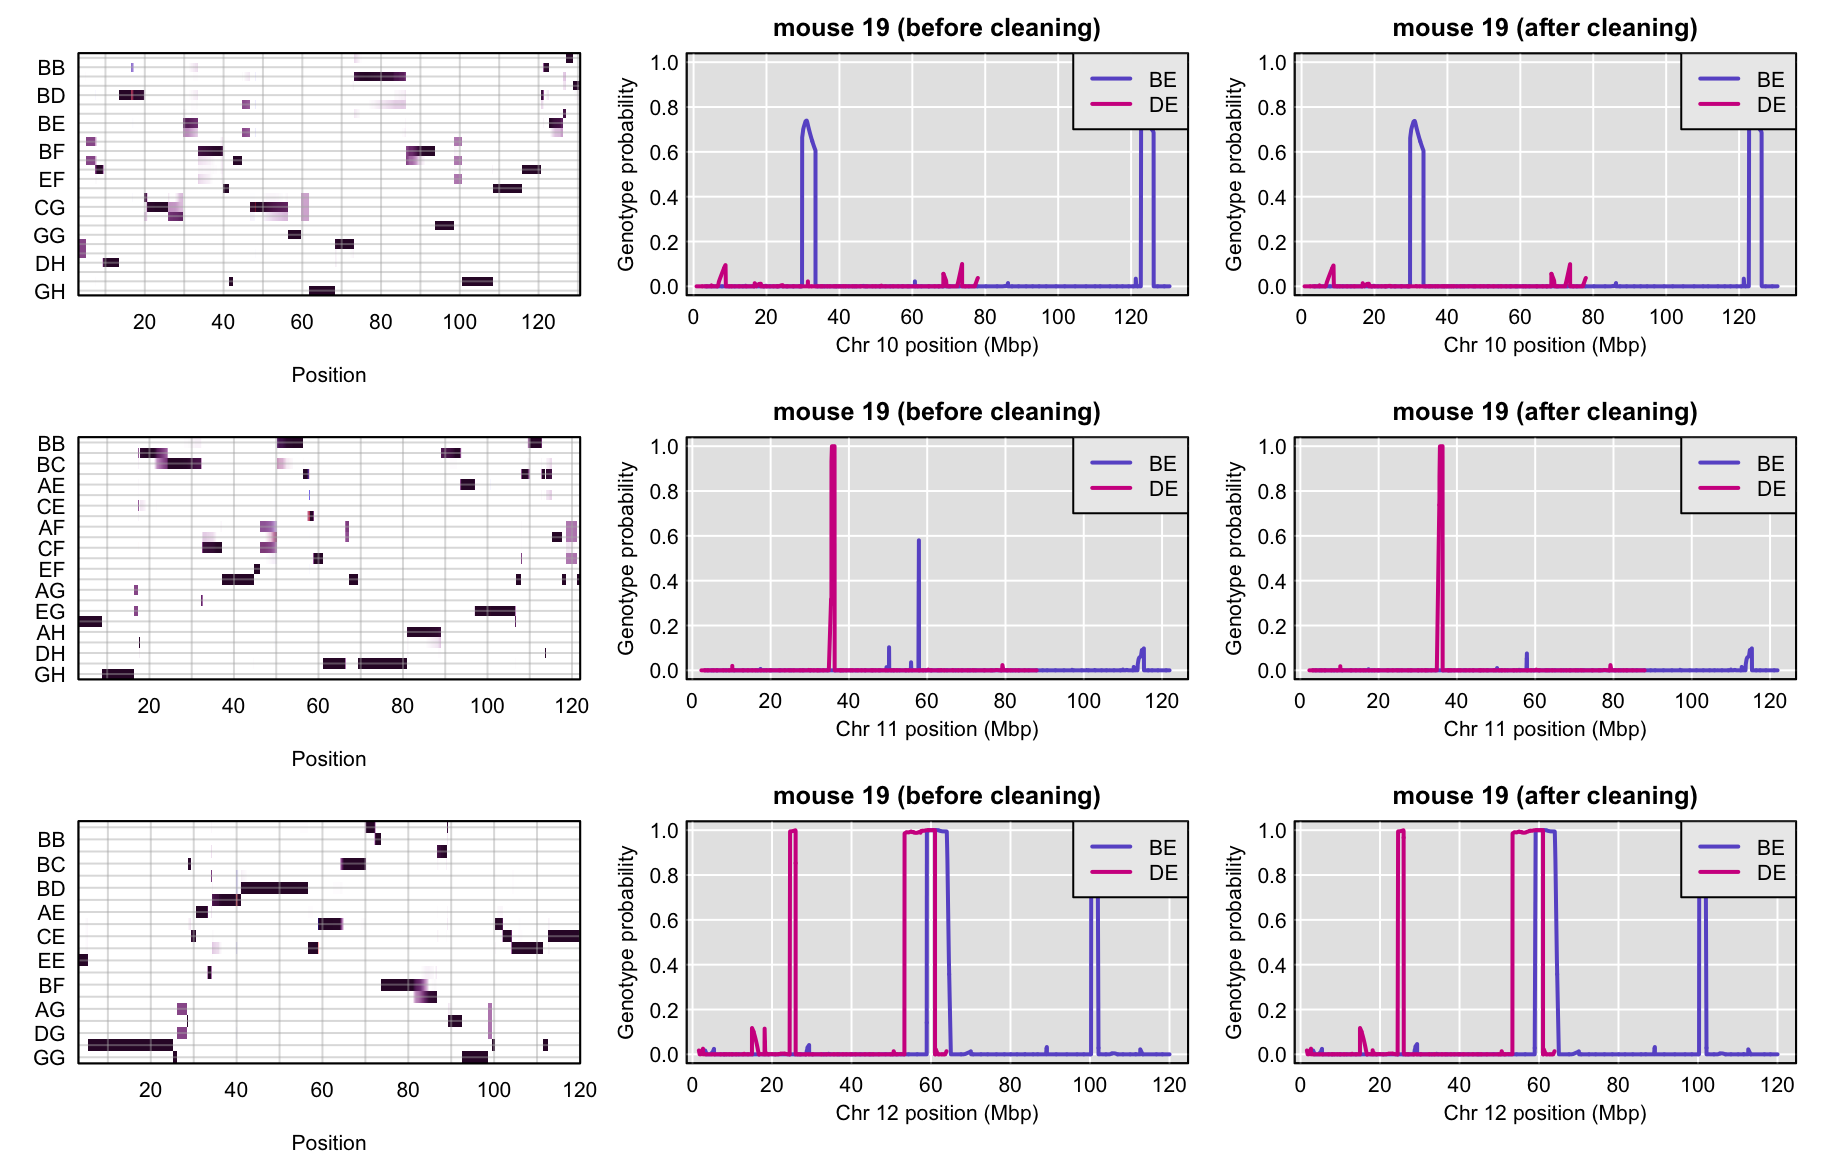 mouse 19 (before cleaning)
mouse 19 (after cleaning)
BB
BD
BE
BF
EF
CG
GG
DH
GH
20 40 60 80 100 120
Position
Genotype probability
1.0
0.8
0.6
0.4
0.2
0.0
BE
DE
0 20 40 60 80 100 120
Chr 10 position (Mbp)
Genotype probability
1.0
0.8
0.6
0.4
0.2
0.0
BE
DE
0 20 40 60 80 100 120
Chr 10 position (Mbp)
mouse 19 (before cleaning)
mouse 19 (after cleaning)
BB
BC
AE
CE
AF
CF
EF
AG
EG
AH
DH
GH
20 40 60 80 100 120
Position
Genotype probability
1.0
0.8
0.6
0.4
0.2
0.0
BE
DE
0 20 40 60 80 100 120
Chr 11 position (Mbp)
Genotype probability
1.0
0.8
0.6
0.4
0.2
0.0
BE
DE
0 20 40 60 80 100 120
Chr 11 position (Mbp)
mouse 19 (before cleaning)
mouse 19 (after cleaning)
BB
BC
BD
AE
CE
EE
BF
AG
DG
GG
20 40 60 80 100 120
Position
Genotype probability
1.0
0.8
0.6
0.4
0.2
0.0
BE
DE
0 20 40 60 80 100 120
Chr 12 position (Mbp)
Genotype probability
1.0
0.8
0.6
0.4
0.2
0.0
BE
DE
0 20 40 60 80 100 120
Chr 12 position (Mbp)